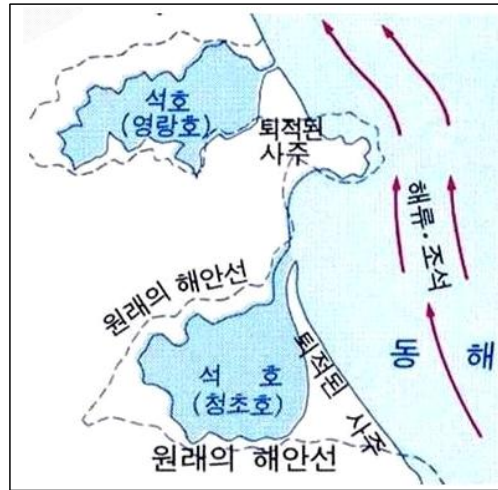 석호
(영랑호)
퇴적된
사주
해류·조석
원래의 해안선
동 해
석 호
(청초호)
퇴적된 사주
원래의 해안선